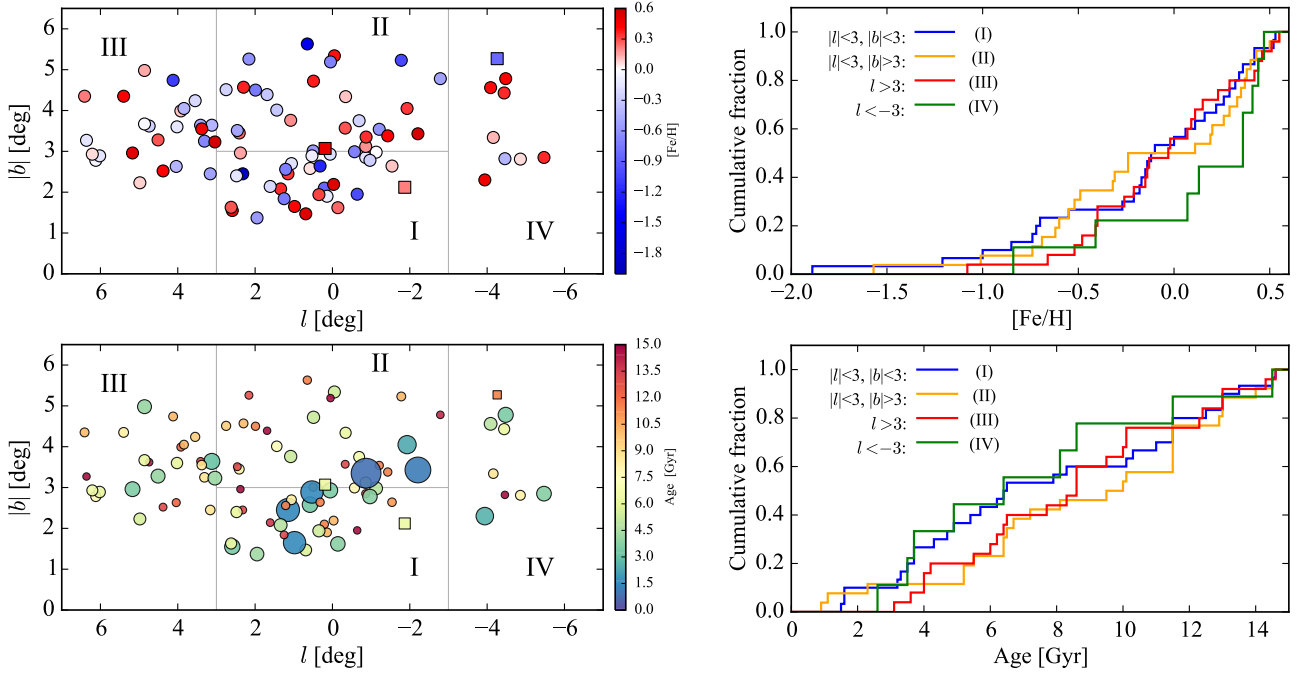 II
III
I
IV
6
5
4
3
2
1
0
|b| [deg]
6 4 2 0 −2 −4 −6
l [deg]
0.6
0.3
0.0
−0.3
−0.6
−0.9
−1.2
−1.5
−1.8
[Fe/H]
1.0
0.8
0.6
0.4
0.2
0.0
Cumulative fraction
|l|<3, |b|<3: (I)
|l|<3, |b|>3: (II)
l >3: (III)
l <−3: (IV)
−2.0 −1.5 −1.0 −0.5 0.0 0.5
[Fe/H]
II
III
I
IV
6
5
4
3
2
1
0
|b| [deg]
6 4 2 0 −2 −4 −6
l [deg]
15.0
13.5
12.0
10.5
9.0
7.5
6.0
4.5
3.0
1.5
0.0
Age [Gyr]
1.0
0.8
0.6
0.4
0.2
0.0
Cumulative fraction
|l|<3, |b|<3: (I)
|l|<3, |b|>3: (II)
l >3: (III)
l <−3: (IV)
0 2 4 6 8 10 12 14
Age [Gyr]